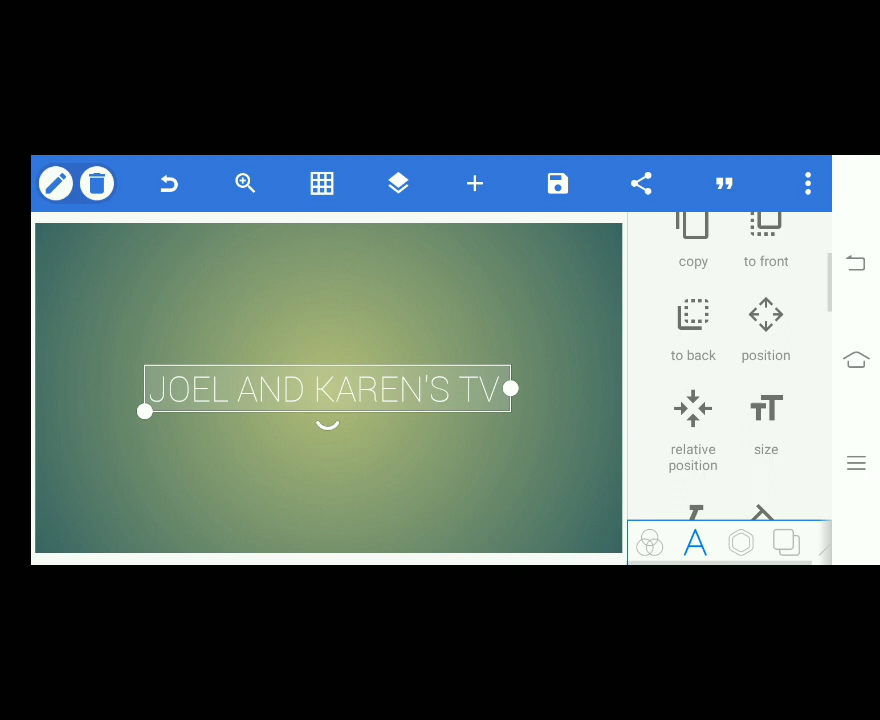 copy
to front
to back
position
relative
position
size
JOEL AND KAREN'S TV